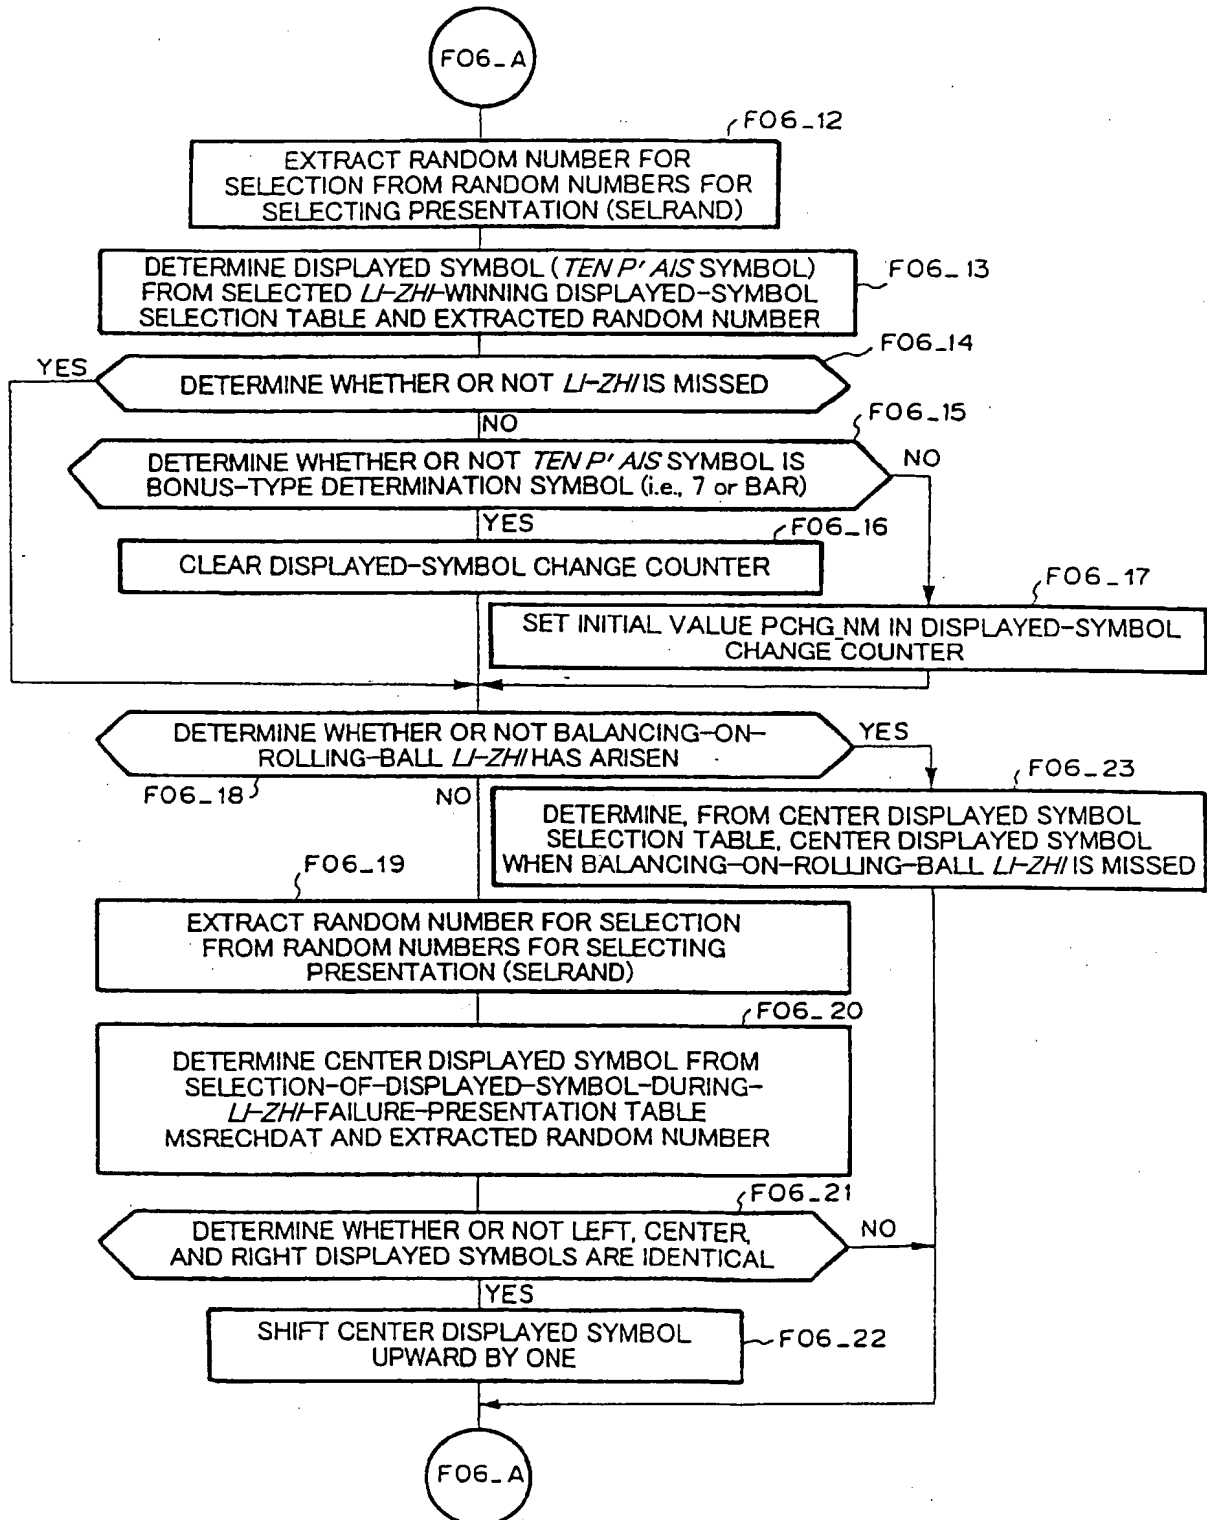 F06_A
F06_12
EXTRACT RANDOM NUMBER FOR
SELECTION FROM RANDOM NUMBERS FOR
SELECTING PRESENTATION (SELRAND)
DETERMINE DISPLAYED SYMBOL (TEN P' AIS SYMBOL)
FROM SELECTED LI-ZHI-WINNING DISPLAYED-SYMBOL
SELECTION TABLE AND EXTRACTED RANDOM NUMBER
F06_13
F06_14
YES
DETERMINE WHETHER OR NOT LI-ZHI IS MISSED
NO
F06_15
DETERMINE WHETHER OR NOT TEN P' AIS SYMBOL IS
BONUS-TYPE DETERMINATION SYMBOL (i.e., 7 or BAR)
NO
YES
F06_16
CLEAR DISPLAYED-SYMBOL CHANGE COUNTER
F06_17
SET INITIAL VALUE PCHG_NM IN DISPLAYED-SYMBOL
CHANGE COUNTER
DETERMINE WHETHER OR NOT BALANCING-ON-
ROLLING-BALL LI-ZHI HAS ARISEN
YES
F06_18
NO
F06_23
DETERMINE, FROM CENTER DISPLAYED SYMBOL
SELECTION TABLE, CENTER DISPLAYED SYMBOL
WHEN BALANCING-ON-ROLLING-BALL LI-ZHI IS MISSED
F06_19
EXTRACT RANDOM NUMBER FOR SELECTION
FROM RANDOM NUMBERS FOR SELECTING
PRESENTATION (SELRAND)
F06_20
DETERMINE CENTER DISPLAYED SYMBOL FROM
SELECTION-OF-DISPLAYED-SYMBOL-DURING-
LI-ZHI-FAILURE-PRESENTATION TABLE
MSRECHDAT AND EXTRACTED RANDOM NUMBER
F06_21
DETERMINE WHETHER OR NOT LEFT, CENTER,
AND RIGHT DISPLAYED SYMBOLS ARE IDENTICAL
NO
YES
SHIFT CENTER DISPLAYED SYMBOL
UPWARD BY ONE
F06_22
F06_A